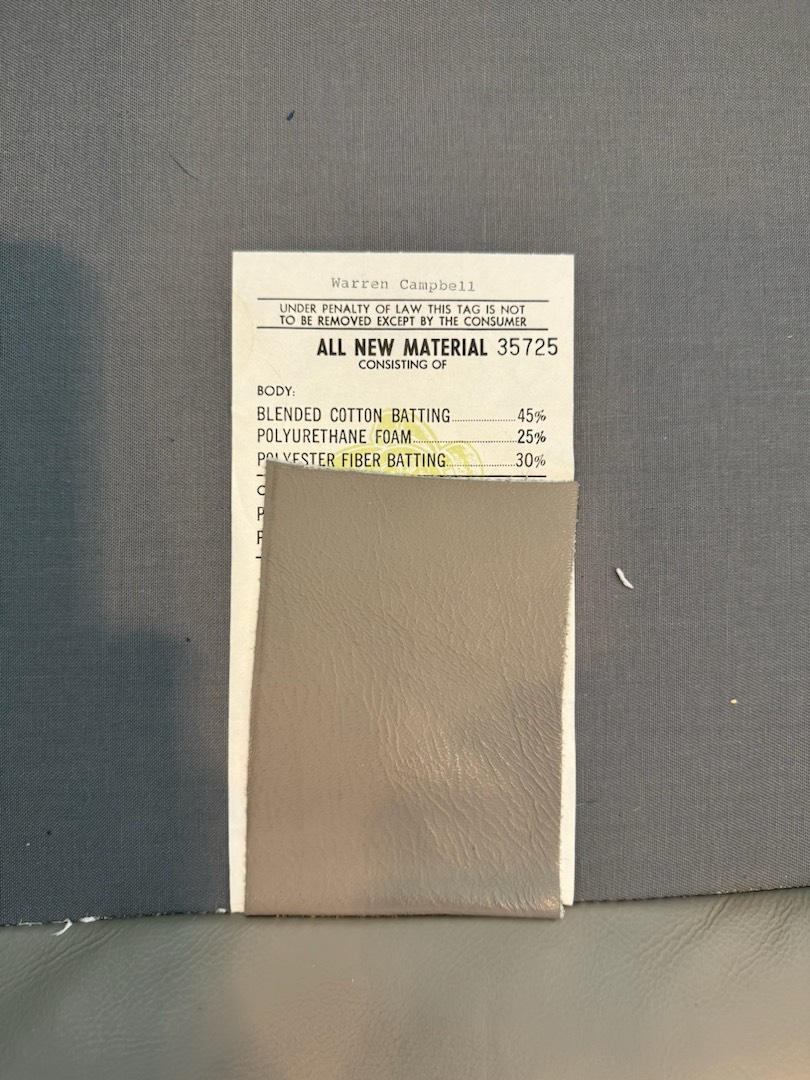 Warren Campbell
UNDER PENALTY OF LAW THIS TAG IS NOT
TO BE REMOVED EXCEPT BY THE CONSUMER
ALL NEW MATERIAL 35725
CONSISTING OF
BODY:
BLENDED COTTON BATTING 45%
POLYURETHANE FOAM 25%
POLYESTER FIBER BATTING 30%